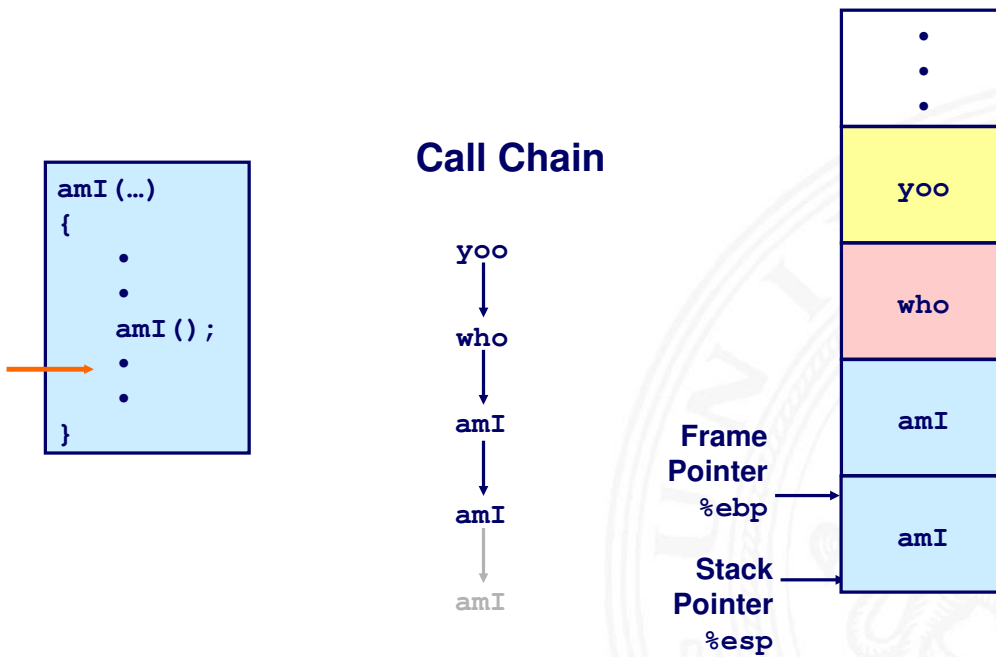 amI(…)
{
•
•
amI();
•
•
}
Call Chain
yoo
who
amI
amI
amI
Frame
Pointer
%ebp
Stack
Pointer
%esp
•
•
•
yoo
who
amI
amI